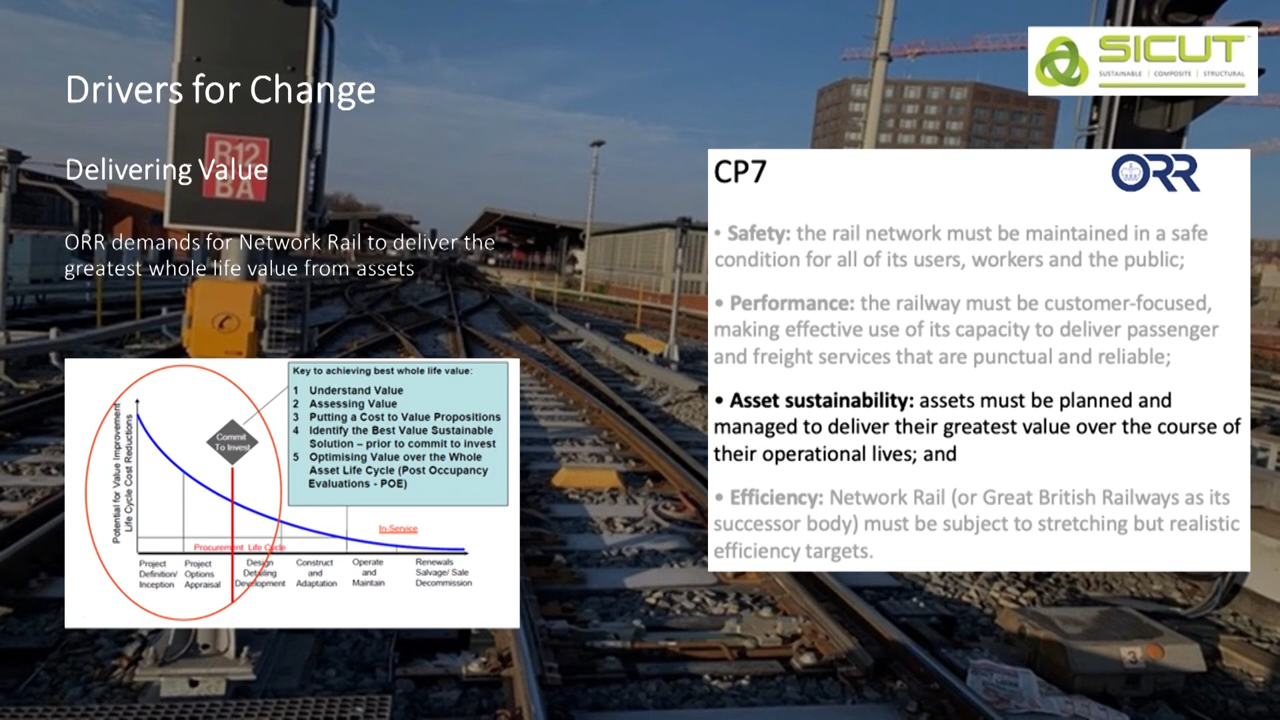 Drivers for Change
Delivering Value
ORR demands for Network Rail to deliver the
greatest whole life value from assets
R12
BA
SICUT
SUSTAINABLE | COMPOSITE | STRUCTURAL
Potential for Value Improvement
Life Cycle Cost Reductions
Commit
To Invest
Key to achieving best whole life value:
1 Understand Value
2 Assessing Value
3 Putting a Cost to Value Propositions
4 Identify the Best Value Sustainable
Solution – prior to commit to invest
5 Optimising Value over the Whole
Asset Life Cycle (Post Occupancy
Evaluations - POE)
In-Service
Procurement Life Cycle
Project
Definition/
Inception
Project
Options
Appraisal
Design
Detailing
Development
Construct
and
Adaptation
Operate
and
Maintain
Renewals
Salvage/ Sale
Decommission
CP7
ORR
• Safety: the rail network must be maintained in a safe
condition for all of its users, workers and the public;
• Performance: the railway must be customer-focused,
making effective use of its capacity to deliver passenger
and freight services that are punctual and reliable;
• Asset sustainability: assets must be planned and
managed to deliver their greatest value over the course of
their operational lives; and
• Efficiency: Network Rail (or Great British Railways as its
successor body) must be subject to stretching but realistic
efficiency targets.
3